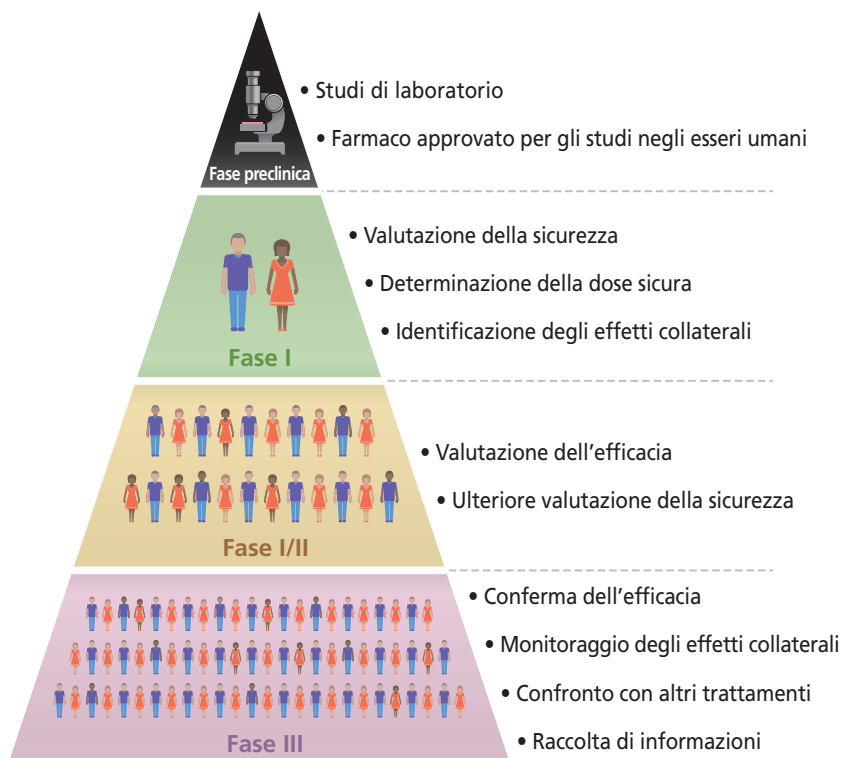 • Studi di laboratorio
• Farmaco approvato per gli studi negli esseri umani
Fase preclinica
• Valutazione della sicurezza
• Determinazione della dose sicura
• Identificazione degli effetti collaterali
Fase I
• Valutazione dell’efficacia
• Ulteriore valutazione della sicurezza
Fase I/II
• Conferma dell’efficacia
• Monitoraggio degli effetti collaterali
• Confronto con altri trattamenti
• Raccolta di informazioni
Fase III